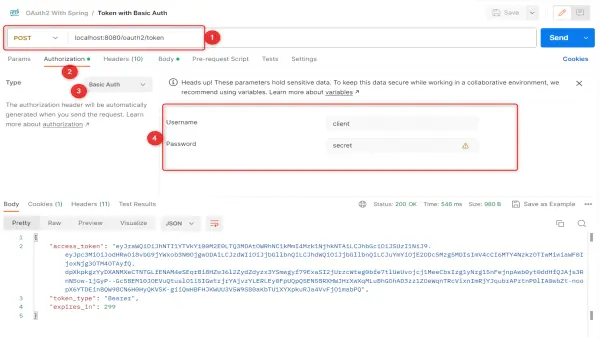 OAuth2 With Spring / Token with Basic Auth
Save
POST
localhost:8080/oauth2/token
1
Send
Params
Authorization
Headers (10)
Body
Pre-request Script
Tests
Settings
Cookies
2
Type
3
Basic Auth
Heads up! These parameters hold sensitive data. To keep this data secure while working in a collaborative environment, we
recommend using variables. Learn more about variables
The authorization header will be automatically
generated when you send the request. Learn
more about authorization
4
Username
client
Password
secret
Body
Cookies (1)
Headers (11)
Test Results
Status: 200 OK
Time: 546 ms
Size: 980 B
Save as Example
Pretty
Raw
Preview
Visualize
JSON
1
{
2
"access_token":
3
"token_type": "Bearer",
4
"expires_in": 299
5
}